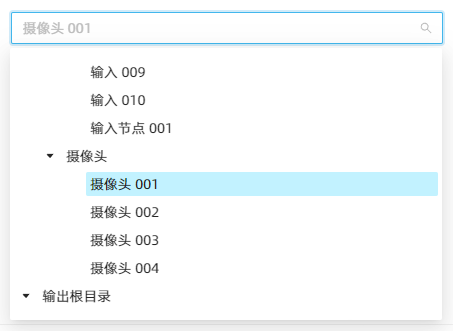 摄像头 001
输入 009
输入 010
输入节点 001
摄像头
摄像头 001
摄像头 002
摄像头 003
摄像头 004
输出根目录